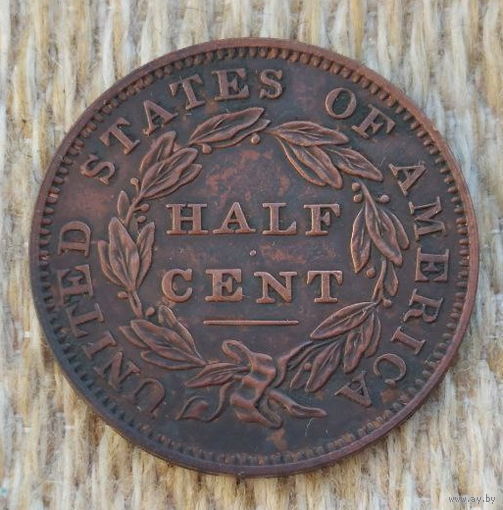 UNITED STATES OF AMERICA
HALF
CENT
www.ay.by